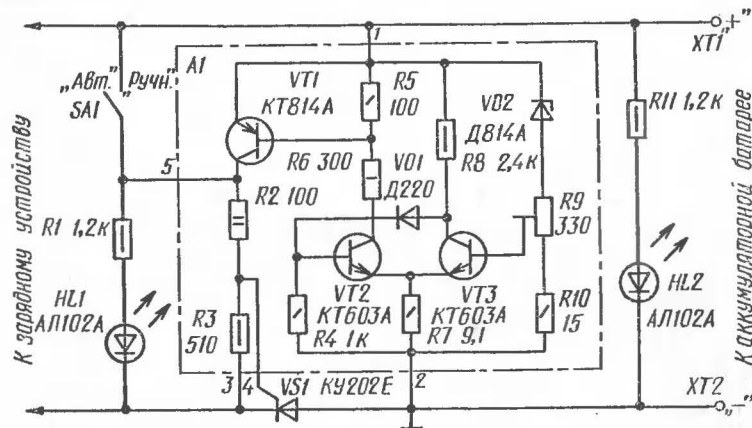 1
„+"
XT1
A1
„Авт."
„Ручн."
SA1
VT1
КТ814А
R5
100
VD2
Д814А
R11 1,2к
5
R6 300
VD1
Д220
R8 2,4к
R2 100
R9
330
R1 1,2к
HL1
АЛ102А
VT2
КТ603А
VT3
КТ603А
HL2
АЛ102А
R3
510
R4 1к
R7 9,1
R10
15
3
4
VS1
КУ202Е
2
XT2
„–"
К зарядному устройству
К аккумуляторной батарее